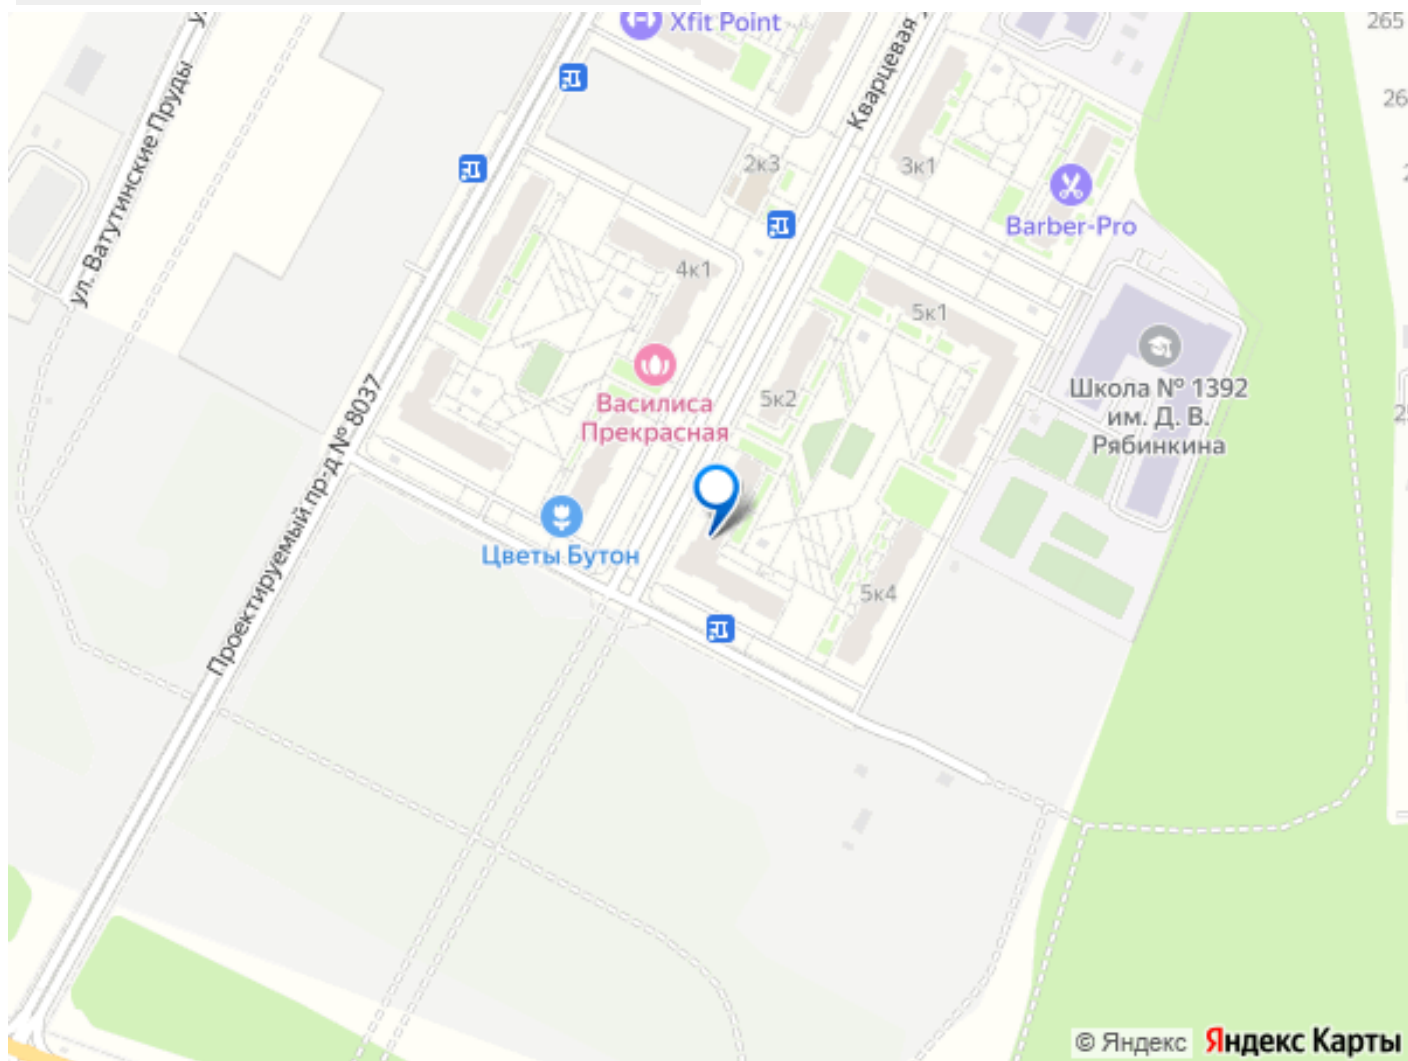 Xfit Point
265
Кварцевая
ул. Ватутинские Пруды
2к3
3к1
Barber-Pro
4к1
5к1
Школа № 1392
им. Д. В.
Рябинкина
5к2
Василиса
Прекрасная
Проектируемый пр-д № 8037
Цветы Бутон
5к4
© Яндекс Яндекс Карты